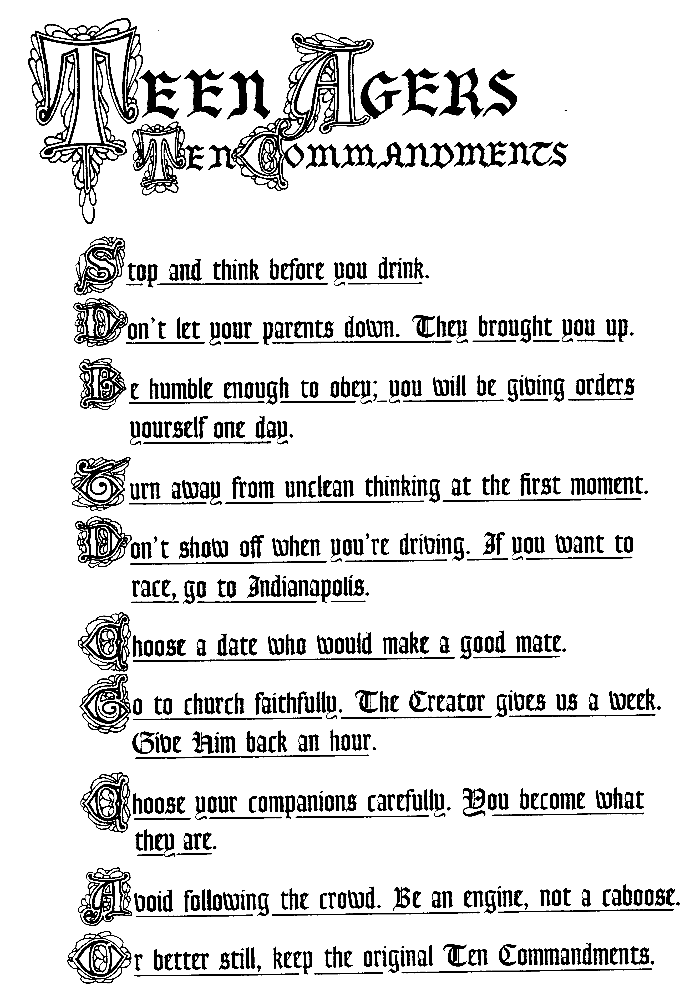 Teen Agers
Ten Commandments
Stop and think before you drink.
Don't let your parents down. They brought you up.
Be humble enough to obey; you will be giving orders
yourself one day.
Turn away from unclean thinking at the first moment.
Don't show off when you're driving. If you want to
race, go to Indianapolis.
Choose a date who would make a good mate.
Go to church faithfully. The Creator gives us a week.
Give Him back an hour.
Choose your companions carefully. You become what
they are.
Avoid following the crowd. Be an engine, not a caboose.
Or better still, keep the original Ten Commandments.